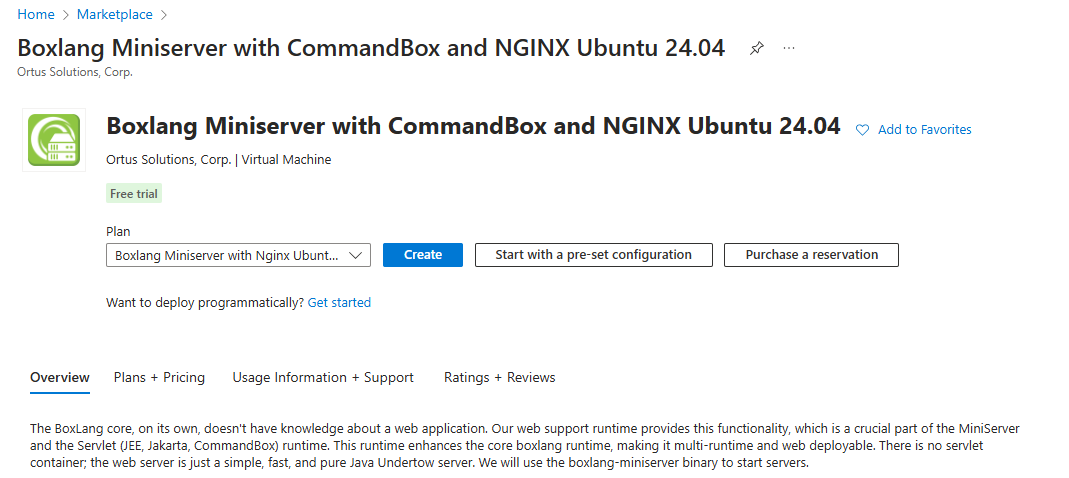 Home > Marketplace >
Boxlang Miniserver with CommandBox and NGINX Ubuntu 24.04 ...
Ortus Solutions, Corp.
Boxlang Miniserver with CommandBox and NGINX Ubuntu 24.04 Add to Favorites
Ortus Solutions, Corp. | Virtual Machine
Free trial
Plan
Boxlang Miniserver with Nginx Ubunt... Create Start with a pre-set configuration Purchase a reservation
Want to deploy programmatically? Get started
Overview Plans + Pricing Usage Information + Support Ratings + Reviews
The BoxLang core, on its own, doesn't have knowledge about a web application. Our web support runtime provides this functionality, which is a crucial part of the MiniServer
and the Servlet (JEE, Jakarta, CommandBox) runtime. This runtime enhances the core boxlang runtime, making it multi-runtime and web deployable. There is no servlet
container; the web server is just a simple, fast, and pure Java Undertow server. We will use the boxlang-miniserver binary to start servers.